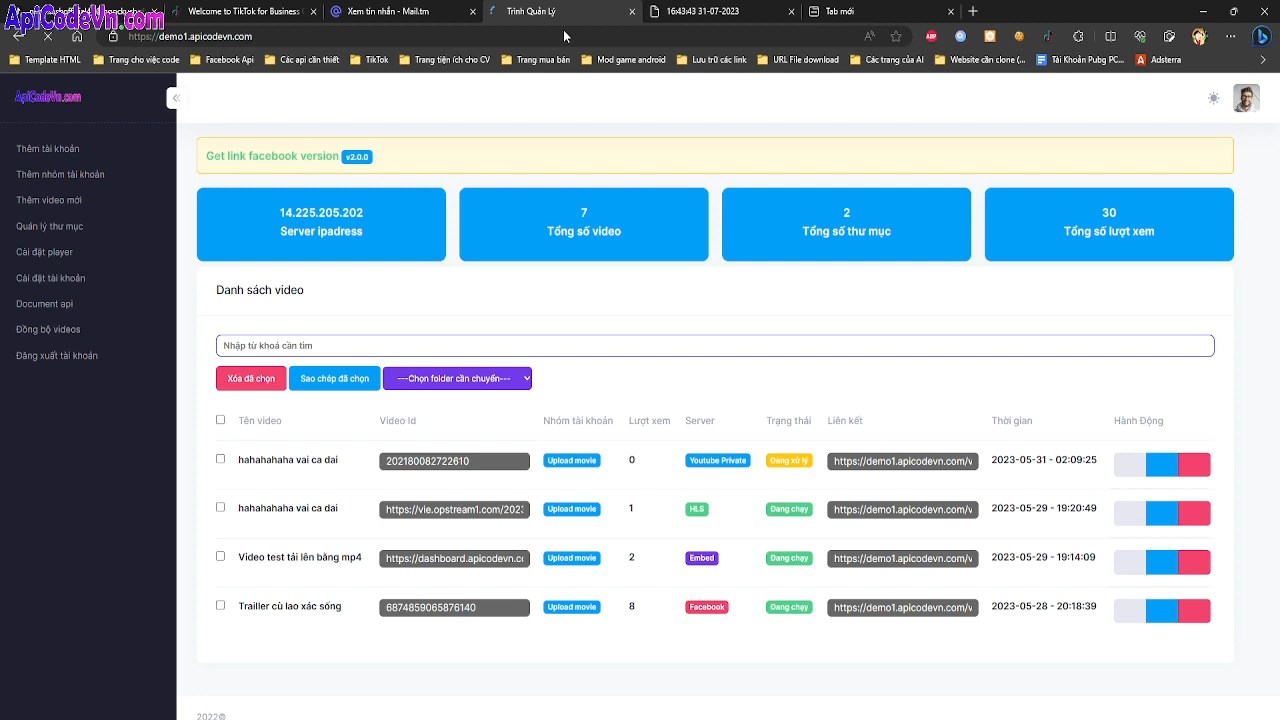 ApiCodeVn.com
Welcome to TikTok for Business
Xem tin nhắn - Mail.tm
Trình Quản Lý
16:43:43 31-07-2023
Tab mới
https://demo1.apicodevn.com
Template HTML
Trang cho việc code
Facebook Api
Các api cần thiết
TikTok
Trang tiện ích cho CV
Trang mua bán
Mod game android
Lưu trữ các link
URL File download
Các trang của AI
Website cần clone (...
Tài Khoản Pubg PC...
Adsterra
ApiCodeVn.com
Thêm tài khoản
Thêm nhóm tài khoản
Thêm video mới
Quản lý thư mục
Cài đặt player
Cài đặt tài khoản
Document api
Đồng bộ videos
Đăng xuất tài khoản
Get link facebook version v2.0.0
14.225.205.202
Server ipadress
7
Tổng số video
2
Tổng số thư mục
30
Tổng số lượt xem
Danh sách video
Nhập từ khoá cần tìm
Xóa đã chọn
Sao chép đã chọn
---Chọn folder cần chuyển---
Tên video Video Id Nhóm tài khoản Lượt xem Server Trạng thái Liên kết Thời gian Hành Động
hahahahaha vai ca dai 202180082722610 Upload movie 0 Youtube Private Đang xử lý https://demo1.apicodevn.com/v 2023-05-31 - 02:09:25
hahahahaha vai ca dai https://vie.opstream1.com/2023 Upload movie 1 HLS Đang chạy https://demo1.apicodevn.com/v 2023-05-29 - 19:20:49
Video test tải lên bằng mp4 https://dashboard.apicodevn.co Upload movie 2 Embed Đang chạy https://demo1.apicodevn.com/v 2023-05-29 - 19:14:09
Trailler cù lao xác sống 6874859065876140 Upload movie 8 Facebook Đang chạy https://demo1.apicodevn.com/v 2023-05-28 - 20:18:39
2022©